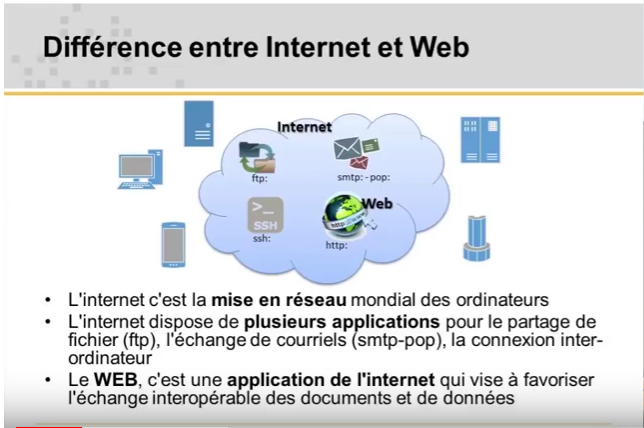 Différence entre Internet et Web
Internet
ftp:
smtp: - pop:
>_
SSH
ssh:
Web
http:
• L'internet c'est la mise en réseau mondial des ordinateurs
• L'internet dispose de plusieurs applications pour le partage de
fichier (ftp), l'échange de courriels (smtp-pop), la connexion inter-
ordinateur
• Le WEB, c'est une application de l'internet qui vise à favoriser
l'échange interopérable des documents et de données